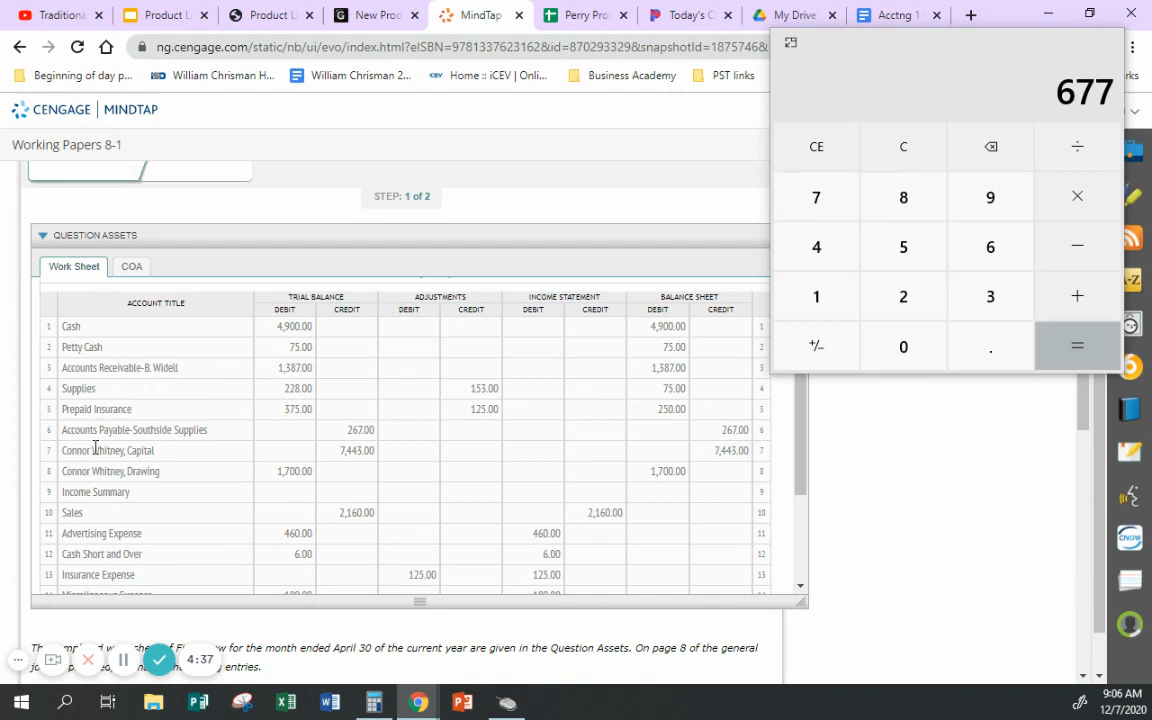 Traditiona
Product Li
Product Li
New Proc
MindTap
Perry Proc
Today's C
My Drive
Acctng 1
ng.cengage.com/static/nb/ui/evo/index.html?eISBN=9781337623162&id=870293329&snapshotId=1875746&
Beginning of day p...
William Chrisman H...
William Chrisman 2...
Home :: iCEV | Onli...
Business Academy
PST links
rks
CENGAGE | MINDTAP
Working Papers 8-1
STEP: 1 of 2
QUESTION ASSETS
Work Sheet COA
ACCOUNT TITLE TRIAL BALANCE ADJUSTMENTS INCOME STATEMENT BALANCE SHEET
DEBIT CREDIT DEBIT CREDIT DEBIT CREDIT DEBIT CREDIT
1 Cash 4,900.00 4,900.00 1
2 Petty Cash 75.00 75.00 2
3 Accounts Receivable-B. Widell 1,387.00 1,387.00 3
4 Supplies 228.00 153.00 75.00 4
5 Prepaid Insurance 375.00 125.00 250.00 5
6 Accounts Payable-Southside Supplies 267.00 267.00 6
7 Connor Whitney, Capital 7,443.00 7,443.00 7
8 Connor Whitney, Drawing 1,700.00 1,700.00 8
9 Income Summary 9
10 Sales 2,160.00 2,160.00 10
11 Advertising Expense 460.00 460.00 11
12 Cash Short and Over 6.00 6.00 12
13 Insurance Expense 125.00 125.00 13
for the month ended April 30 of the current year are given in the Question Assets. On page 8 of the general
entries.
4:37
677
CE C ⌫ ÷
7 8 9 ×
4 5 6 −
1 2 3 +
+/− 0 . =
A-Z
CNOW
9:06 AM
12/7/2020